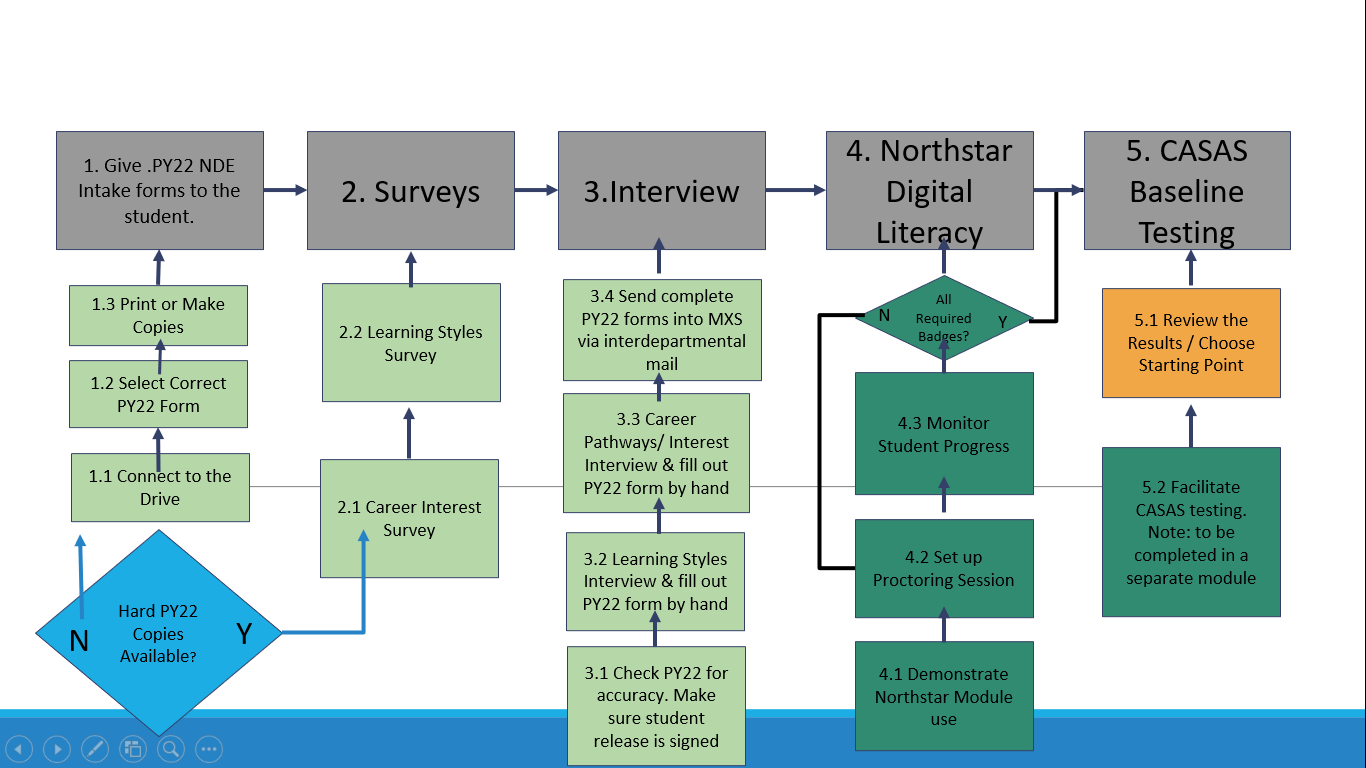 1. Give .PY22 NDE
Intake forms to the
student.
2. Surveys
3.Interview
4. Northstar
Digital
Literacy
5. CASAS
Baseline
Testing
1.3 Print or Make
Copies
1.2 Select Correct
PY22 Form
1.1 Connect to the
Drive
Hard PY22
Copies
Available?
N
Y
2.2 Learning Styles
Survey
2.1 Career Interest
Survey
3.4 Send complete
PY22 forms into MXS
via interdepartmental
mail
3.3 Career
Pathways/ Interest
Interview & fill out
PY22 form by hand
3.2 Learning Styles
Interview & fill out
PY22 form by hand
3.1 Check PY22 for
accuracy. Make
sure student
release is signed
All
Required
Badges?
N
Y
4.3 Monitor
Student Progress
4.2 Set up
Proctoring Session
4.1 Demonstrate
Northstar Module
use
5.1 Review the
Results / Choose
Starting Point
5.2 Facilitate
CASAS testing.
Note: to be
completed in a
separate module